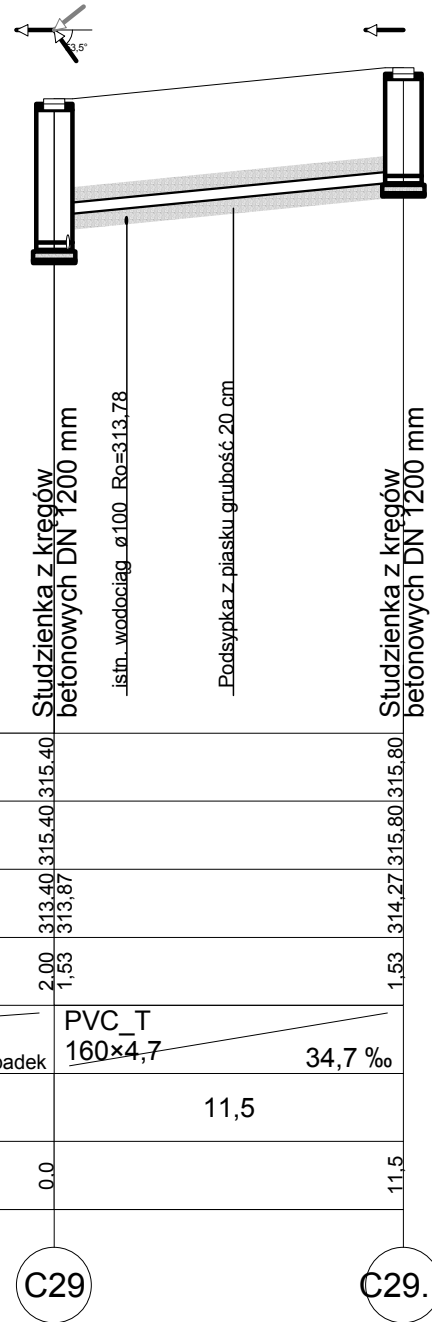 53,5°
Studzienka z kręgów
betonowych DN 1200 mm
istn. wodociąg ø100 Ro=313,78
Podsypka z piasku grubość 20 cm
Studzienka z kręgów
betonowych DN 1200 mm
315.40 315,80
315.40 315,80
313.40 313,87 314,27
2.00 1,53 1,53
PVC_T
160×4,7
padek 34,7 ‰
11,5
0.0 11,5
C29 C29.